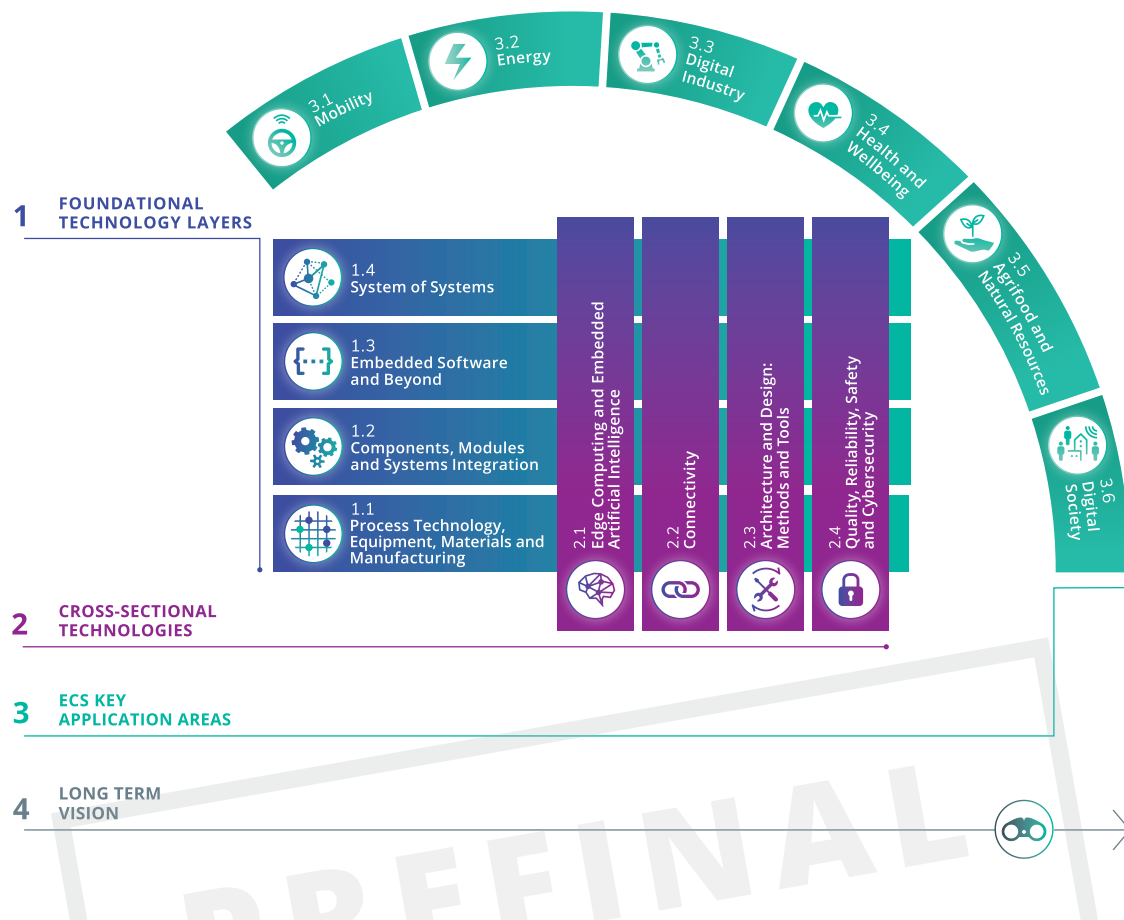 3.1
Mobility
3.2
Energy
3.3
Digital
Industry
3.4
Health and
Wellbeing
3.5
Agrifood and
Natural Resources
3.6
Digital
Society
1
FOUNDATIONAL
TECHNOLOGY LAYERS
1.4
System of Systems
1.3
Embedded Software
and Beyond
1.2
Components, Modules
and Systems Integration
1.1
Process Technology,
Equipment, Materials and
Manufacturing
2.1
Edge Computing and Embedded
Artificial Intelligence
2.2
Connectivity
2.3
Architecture and Design:
Methods and Tools
2.4
Quality, Reliability, Safety
and Cybersecurity
2
CROSS-SECTIONAL
TECHNOLOGIES
3
ECS KEY
APPLICATION AREAS
4
LONG TERM
VISION
PREFINAL